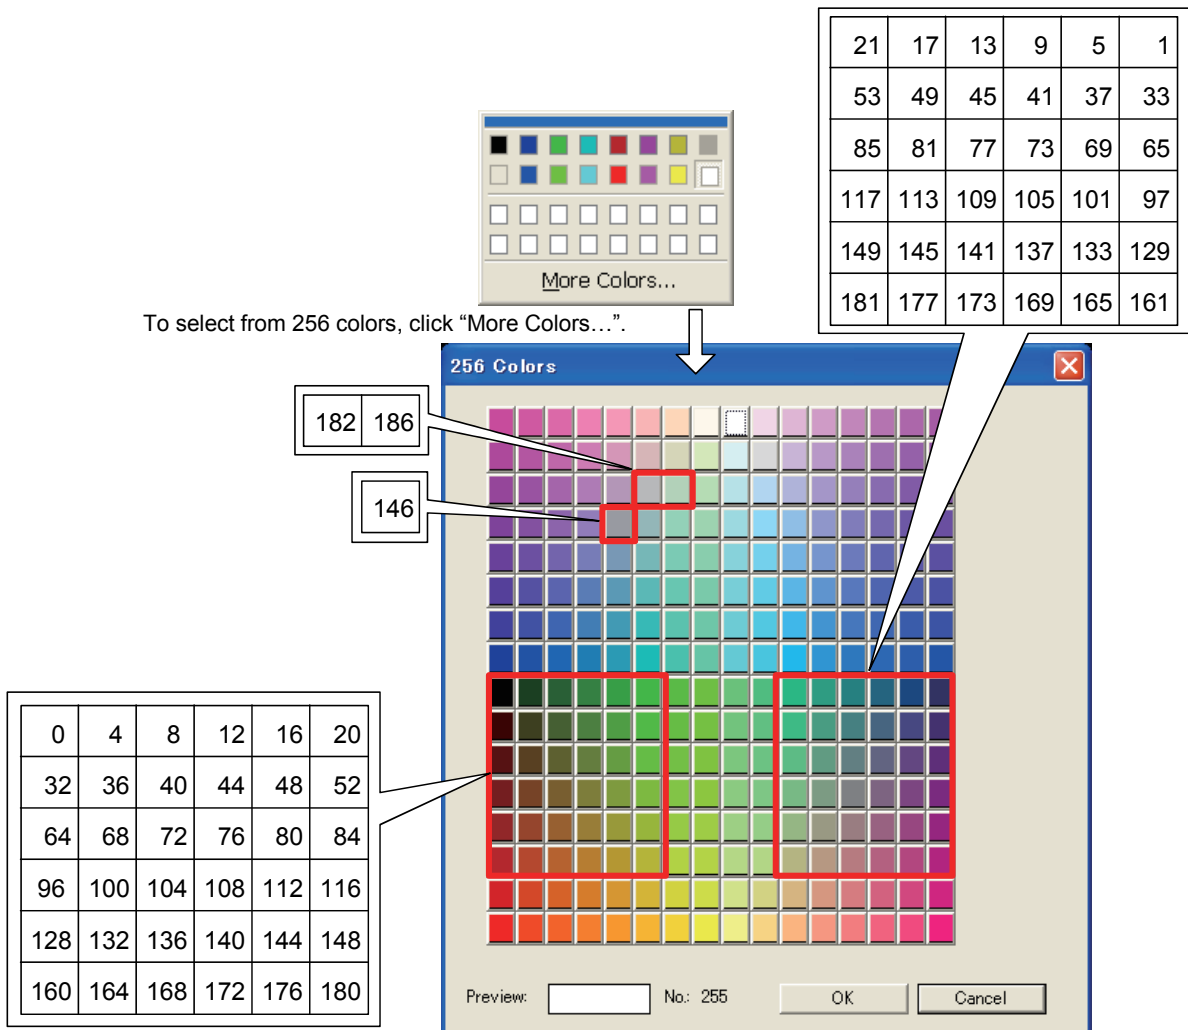 21 17 13 9 5 1
53 49 45 41 37 33
85 81 77 73 69 65
117 113 109 105 101 97
149 145 141 137 133 129
181 177 173 169 165 161
More Colors...
To select from 256 colors, click “More Colors…”.
256 Colors
182 186
146
0 4 8 12 16 20
32 36 40 44 48 52
64 68 72 76 80 84
96 100 104 108 112 116
128 132 136 140 144 148
160 164 168 172 176 180
Preview: No.: 255 OK Cancel